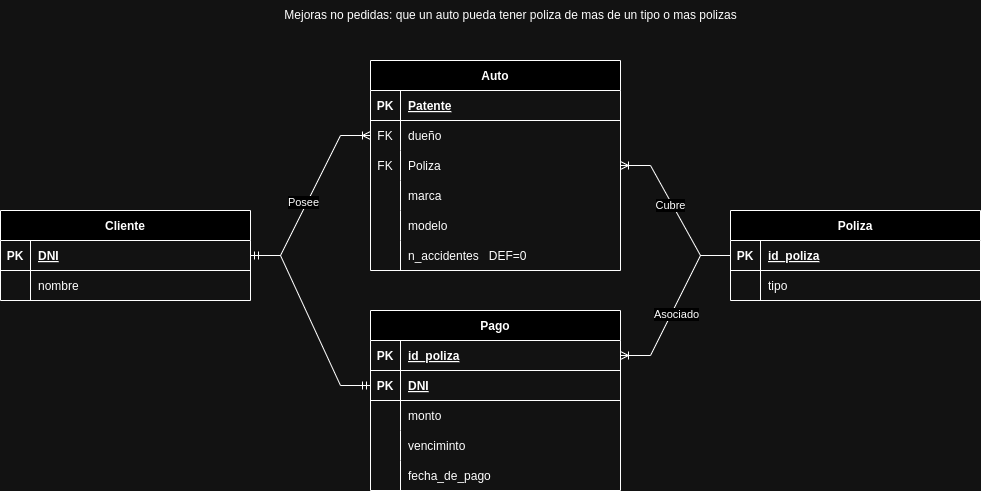 Mejoras no pedidas: que un auto pueda tener poliza de mas de un tipo o mas polizas
Auto
PK Patente
FK dueño
FK Poliza
marca
modelo
n_accidentes DEF=0
Posee
Cubre
Cliente
PK DNI
nombre
Poliza
PK id_poliza
tipo
Asociado
Pago
PK id_poliza
PK DNI
monto
venciminto
fecha_de_pago